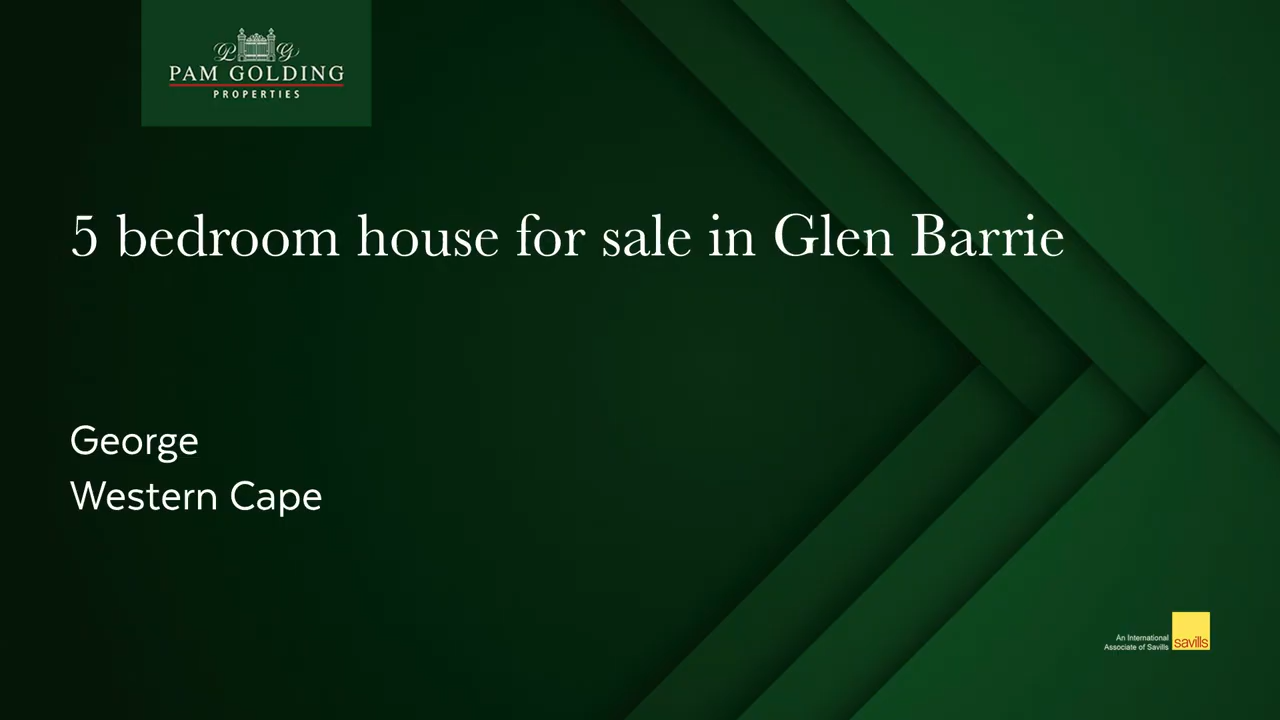 PAM GOLDING
PROPERTIES
5 bedroom house for sale in Glen Barrie
George
Western Cape
An International
Associate of Savills
savills